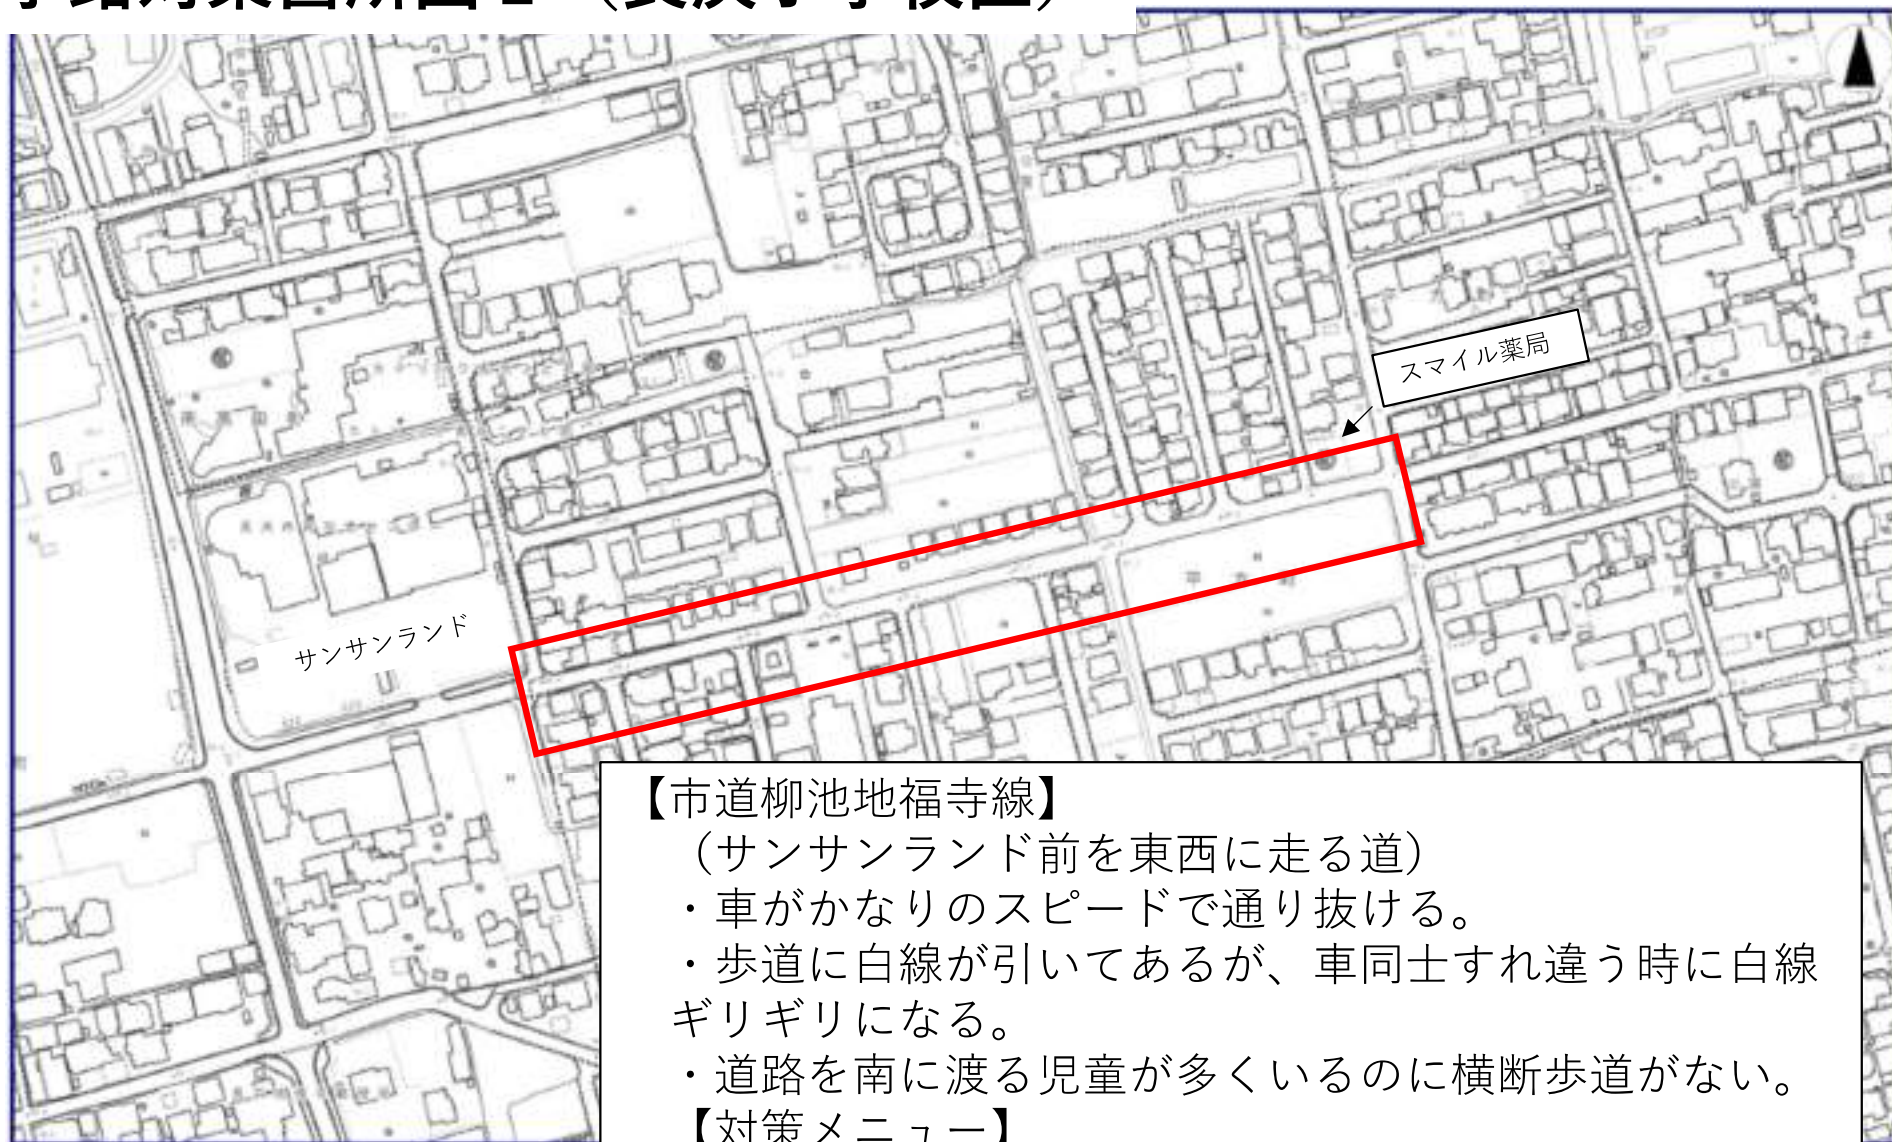 スマイル薬局
サンサンランド
【市道柳池地福寺線】
（サンサンランド前を東西に走る道）
・車がかなりのスピードで通り抜ける。
・歩道に白線が引いてあるが、車同士すれ違う時に白線
ギリギリになる。
・道路を南に渡る児童が多くいるのに横断歩道がない。
【対策メニュー】